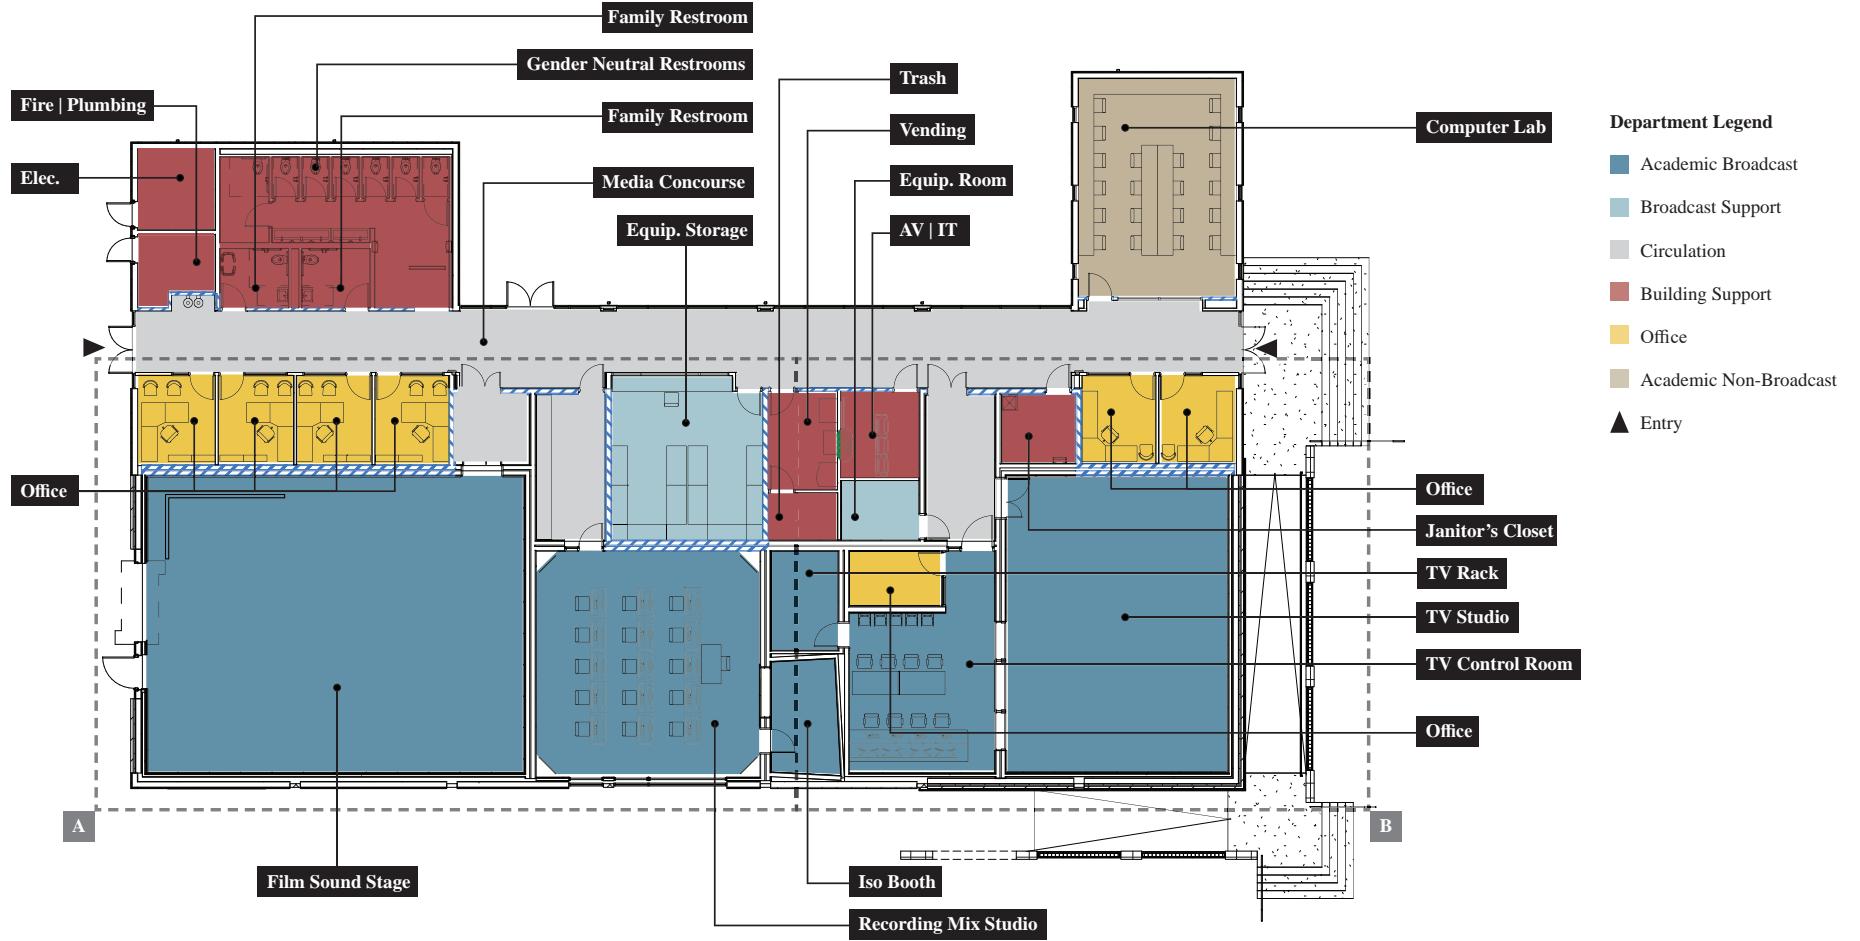 Family Restroom
Gender Neutral Restrooms
Trash
Fire | Plumbing
Family Restroom
Vending
Computer Lab
Elec.
Media Concourse
Equip. Room
Equip. Storage
AV | IT
Department Legend
Academic Broadcast
Broadcast Support
Circulation
Building Support
Office
Academic Non-Broadcast
Entry
Office
Office
Janitor's Closet
TV Rack
TV Studio
TV Control Room
Office
A
B
Film Sound Stage
Iso Booth
Recording Mix Studio